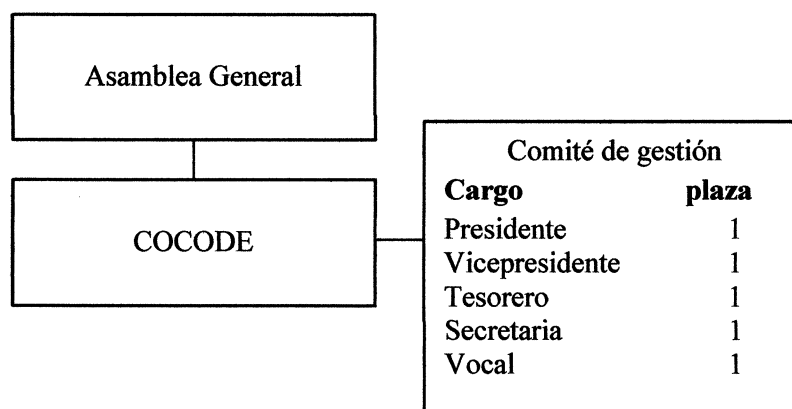 Asamblea General
COCODE
Comité de gestión
Cargo plaza
Presidente 1
Vicepresidente 1
Tesorero 1
Secretaria 1
Vocal 1